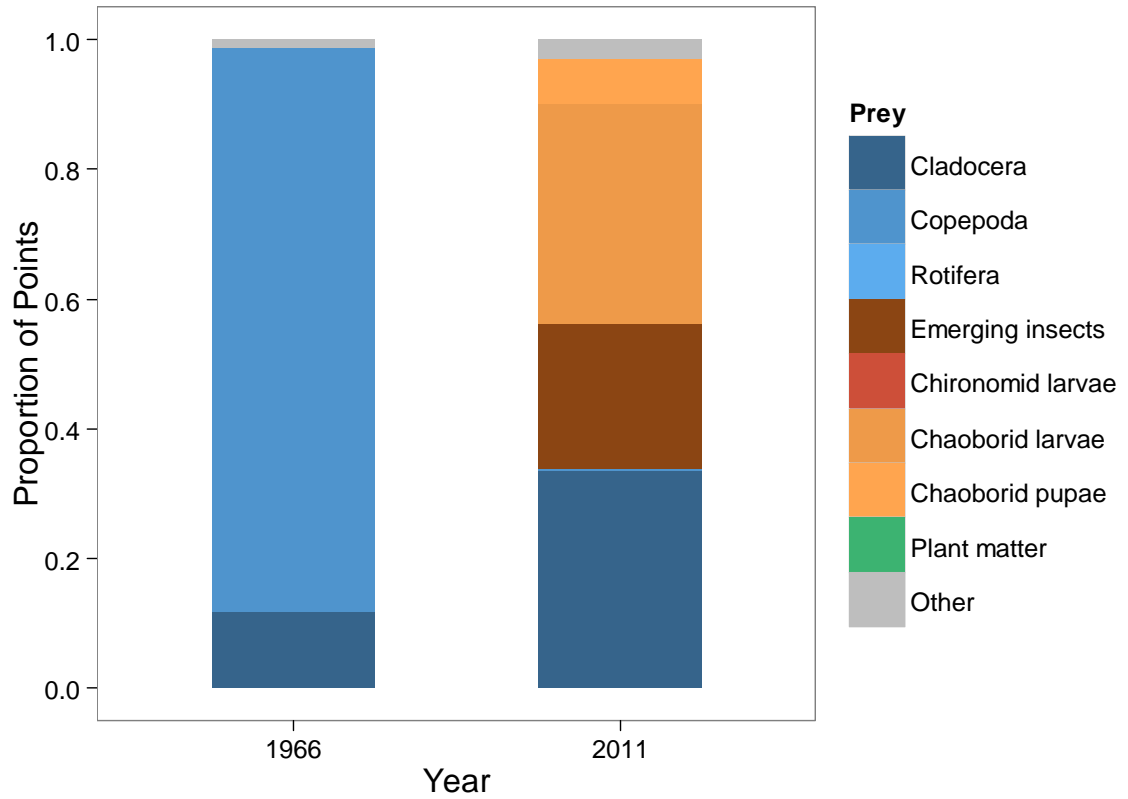 Proportion of Points
1.0
0.8
0.6
0.4
0.2
0.0
1966
2011
Year
Prey
Cladocera
Copepoda
Rotifera
Emerging insects
Chironomid larvae
Chaoborid larvae
Chaoborid pupae
Plant matter
Other